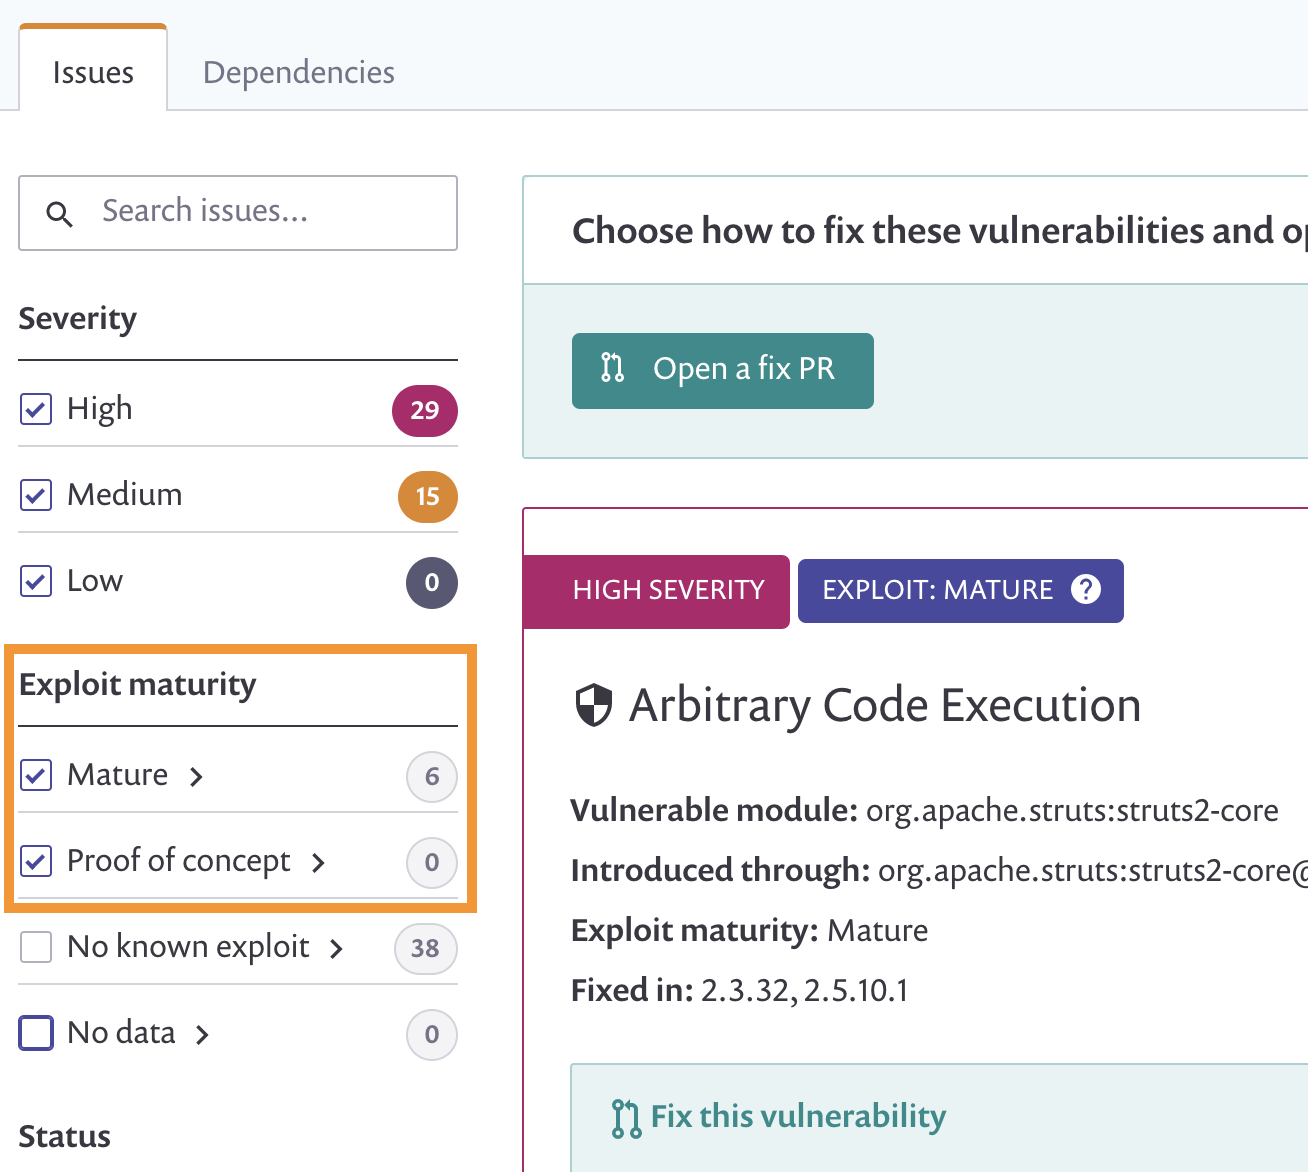 Issues
Dependencies
Search issues...
Severity
High 29
Medium 15
Low 0
Exploit maturity
Mature 6
Proof of concept 0
No known exploit 38
No data 0
Status
Choose how to fix these vulnerabilities and
Open a fix PR
HIGH SEVERITY
EXPLOIT: MATURE ?
Arbitrary Code Execution
Vulnerable module: org.apache.struts:struts2-core
Introduced through: org.apache.struts:struts2-core@
Exploit maturity: Mature
Fixed in: 2.3.32, 2.5.10.1
Fix this vulnerability